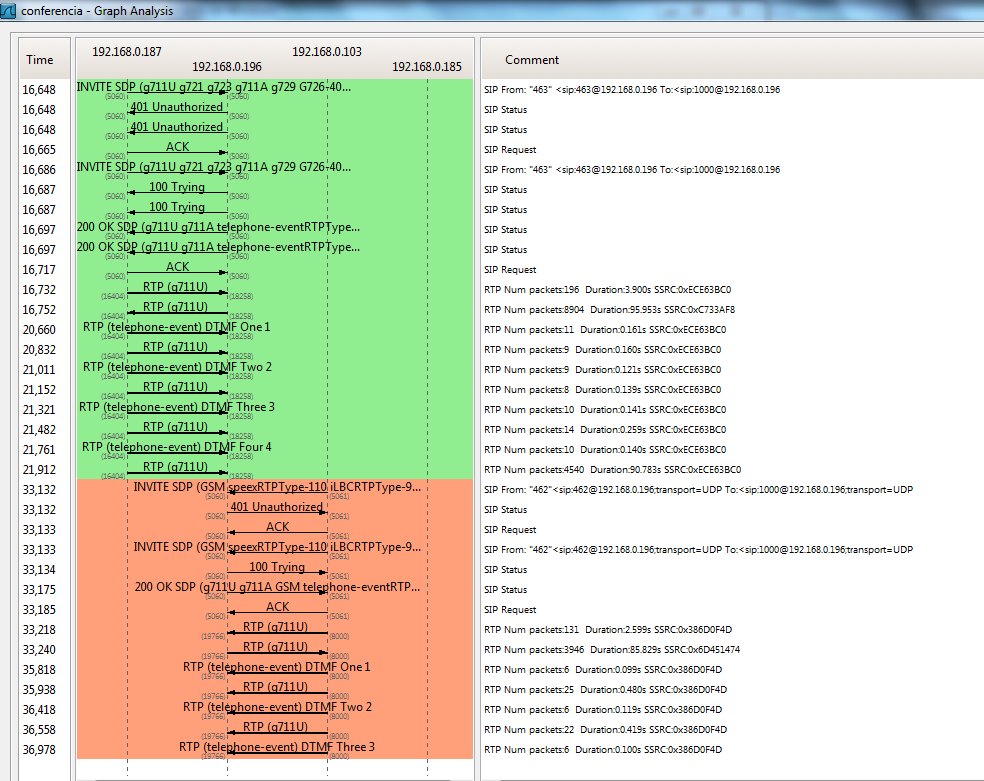 conferencia - Graph Analysis
192.168.0.187 192.168.0.103
Time 192.168.0.196 192.168.0.185 Comment
16,648 INVITE SDP (g711U g721 g723 g711A g729 G726-40... (5060) (5060) SIP From: "463" <sip:463@192.168.0.196 To:<sip:1000@192.168.0.196
16,648 401 Unauthorized (5060) (5060) SIP Status
16,648 401 Unauthorized (5060) (5060) SIP Status
16,665 ACK (5060) (5060) SIP Request
16,686 INVITE SDP (g711U g721 g723 g711A g729 G726-40... (5060) (5060) SIP From: "463" <sip:463@192.168.0.196 To:<sip:1000@192.168.0.196
16,687 100 Trying (5060) (5060) SIP Status
16,687 100 Trying (5060) (5060) SIP Status
16,697 200 OK SDP (g711U g711A telephone-eventRTPType... (5060) (5060) SIP Status
16,697 200 OK SDP (g711U g711A telephone-eventRTPType... (5060) (5060) SIP Status
16,717 ACK (5060) (5060) SIP Request
16,732 RTP (g711U) (16404) (18258) RTP Num packets:196 Duration:3.900s SSRC:0xECE63BC0
16,752 RTP (g711U) (16404) (18258) RTP Num packets:8904 Duration:95.953s SSRC:0xC733AF8
20,660 RTP (telephone-event) DTMF One 1 (16404) (18258) RTP Num packets:11 Duration:0.161s SSRC:0xECE63BC0
20,832 RTP (g711U) (16404) (18258) RTP Num packets:9 Duration:0.160s SSRC:0xECE63BC0
21,011 RTP (telephone-event) DTMF Two 2 (16404) (18258) RTP Num packets:9 Duration:0.121s SSRC:0xECE63BC0
21,152 RTP (g711U) (16404) (18258) RTP Num packets:8 Duration:0.139s SSRC:0xECE63BC0
21,321 RTP (telephone-event) DTMF Three 3 (16404) (18258) RTP Num packets:10 Duration:0.141s SSRC:0xECE63BC0
21,482 RTP (g711U) (16404) (18258) RTP Num packets:14 Duration:0.259s SSRC:0xECE63BC0
21,761 RTP (telephone-event) DTMF Four 4 (16404) (18258) RTP Num packets:10 Duration:0.140s SSRC:0xECE63BC0
21,912 RTP (g711U) (16404) (18258) RTP Num packets:4540 Duration:90.783s SSRC:0xECE63BC0
33,132 INVITE SDP (GSM speexRTPType-110 iLBCRTPType-9... (5060) (5061) SIP From: "462"<sip:462@192.168.0.196;transport=UDP To:<sip:1000@192.168.0.196;transport=UDP
33,132 401 Unauthorized (5060) (5061) SIP Status
33,133 ACK (5060) (5061) SIP Request
33,133 INVITE SDP (GSM speexRTPType-110 iLBCRTPType-9... (5060) (5061) SIP From: "462"<sip:462@192.168.0.196;transport=UDP To:<sip:1000@192.168.0.196;transport=UDP
33,134 100 Trying (5060) (5061) SIP Status
33,175 200 OK SDP (g711U g711A GSM telephone-eventRTP... (5060) (5061) SIP Status
33,185 ACK (5060) (5061) SIP Request
33,218 RTP (g711U) (19766) (8000) RTP Num packets:131 Duration:2.599s SSRC:0x386D0F4D
33,240 RTP (g711U) (19766) (8000) RTP Num packets:3946 Duration:85.829s SSRC:0x6D451474
35,818 RTP (telephone-event) DTMF One 1 (19766) (8000) RTP Num packets:6 Duration:0.099s SSRC:0x386D0F4D
35,938 RTP (g711U) (19766) (8000) RTP Num packets:25 Duration:0.480s SSRC:0x386D0F4D
36,418 RTP (telephone-event) DTMF Two 2 (19766) (8000) RTP Num packets:6 Duration:0.119s SSRC:0x386D0F4D
36,558 RTP (g711U) (19766) (8000) RTP Num packets:22 Duration:0.419s SSRC:0x386D0F4D
36,978 RTP (telephone-event) DTMF Three 3 (19766) (8000) RTP Num packets:6 Duration:0.100s SSRC:0x386D0F4D